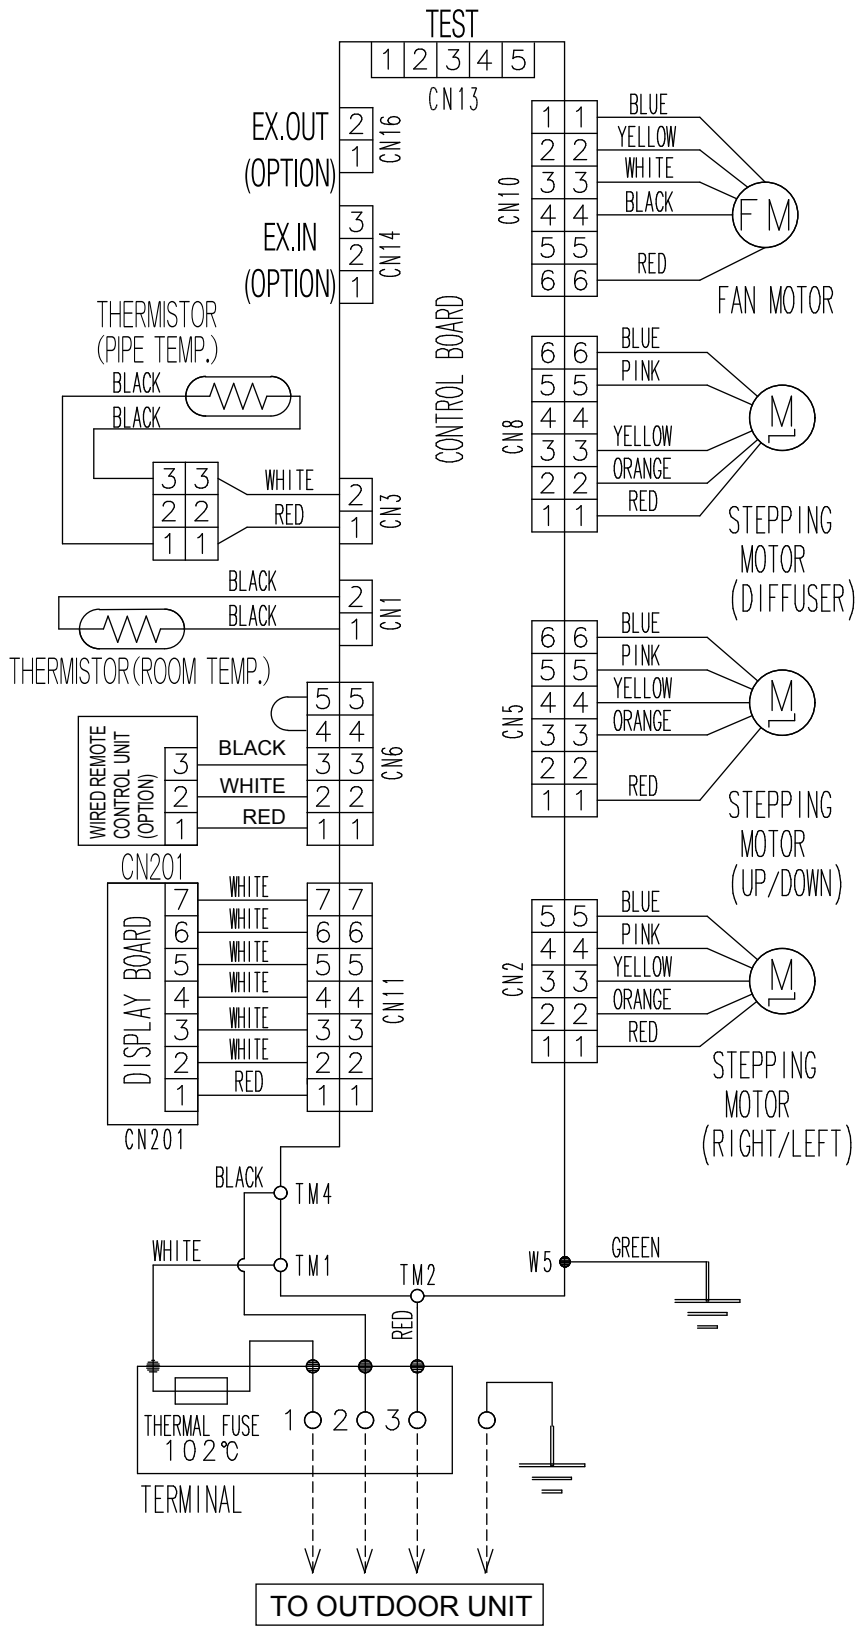 TEST
1 2 3 4 5
CN13
EX.OUT
(OPTION)
2
1
CN16
EX.IN
(OPTION)
3
2
1
CN14
CONTROL BOARD
THERMISTOR
(PIPE TEMP.)
BLACK
BLACK
3 3
2 2
1 1
WHITE
RED
2
1
CN3
BLACK
BLACK
2
1
CN1
THERMISTOR(ROOM TEMP.)
WIRED REMOTE
CONTROL UNIT
(OPTION)
3
2
1
BLACK
WHITE
RED
5 5
4 4
3 3
2 2
1 1
CN6
CN201
DISPLAY BOARD
7
6
5
4
3
2
1
CN201
WHITE
WHITE
WHITE
WHITE
WHITE
WHITE
RED
7 7
6 6
5 5
4 4
3 3
2 2
1 1
CN11
CN10
1 1
2 2
3 3
4 4
5 5
6 6
BLUE
YELLOW
WHITE
BLACK
RED
FM
FAN MOTOR
CN8
6 6
5 5
4 4
3 3
2 2
1 1
BLUE
PINK
YELLOW
ORANGE
RED
M
STEPPING
MOTOR
(DIFFUSER)
CN5
6 6
5 5
4 4
3 3
2 2
1 1
BLUE
PINK
YELLOW
ORANGE
RED
M
STEPPING
MOTOR
(UP/DOWN)
CN2
5 5
4 4
3 3
2 2
1 1
BLUE
PINK
YELLOW
ORANGE
RED
M
STEPPING
MOTOR
(RIGHT/LEFT)
BLACK
TM4
WHITE
TM1
TM2
RED
W5
GREEN
THERMAL FUSE
102℃
1 2 3
TERMINAL
TO OUTDOOR UNIT